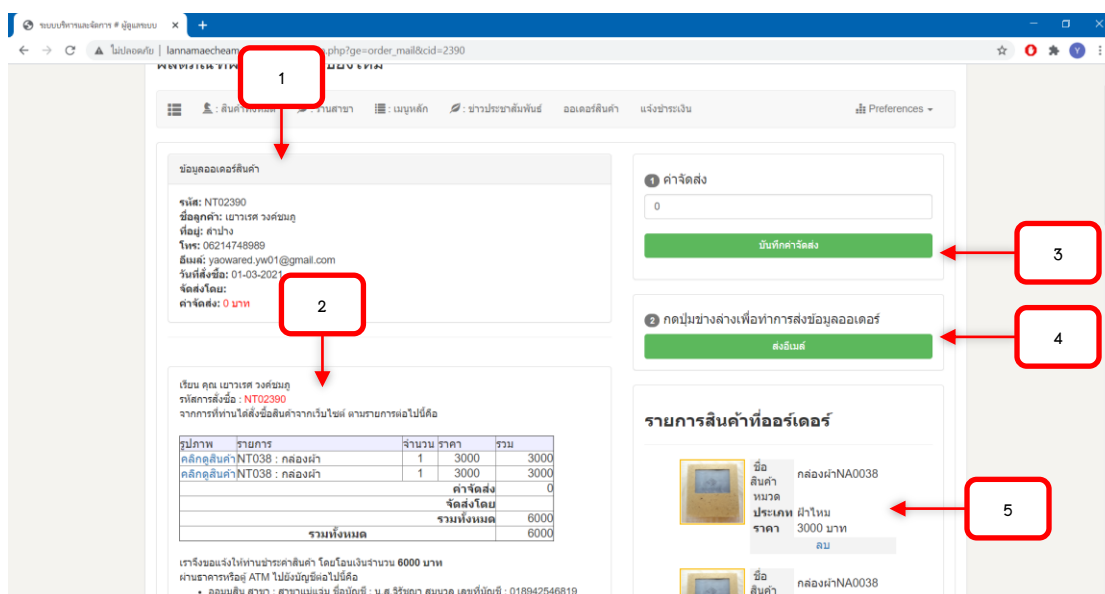 ระบบบริหารและจัดการ # ผู้ดูแลระบบ
ไม่ปลอดภัย | lannamaecheam
.php?ge=order_mail&cid=2390
1
: เมนูหลัก
: ข่าวประชาสัมพันธ์
ออเดอร์สินค้า
แจ้งชำระเงิน
Preferences
ข้อมูลออเดอร์สินค้า
รหัส: NT02390
ชื่อลูกค้า: เยาวเรศ วงค์ชมภู
ที่อยู่: ลำปาง
โทร: 06214748989
อีเมล์: yaowared.yw01@gmail.com
วันที่สั่งซื้อ: 01-03-2021
จัดส่งโดย:
ค่าจัดส่ง: 0 บาท
2
เรียน คุณ เยาวเรศ วงค์ชมภู
รหัสการสั่งซื้อ : NT02390
จากการที่ท่านได้สั่งซื้อสินค้าจากเว็บไซต์ ตามรายการต่อไปนี้คือ
รูปภาพ รายการ จำนวน ราคา รวม
คลิกดูสินค้า NT038 : กล่องผ้า 1 3000 3000
คลิกดูสินค้า NT038 : กล่องผ้า 1 3000 3000
ค่าจัดส่ง 0
จัดส่งโดย
รวมทั้งหมด 6000
รวมทั้งหมด 6000
เราจึงขอแจ้งให้ท่านชำระค่าสินค้า โดยโอนเงินจำนวน 6000 บาท
ผ่านธนาคารหรือตู้ ATM ไปยังบัญชีต่อไปนี้คือ
1 ค่าจัดส่ง
0
บันทึกค่าจัดส่ง
3
2 กดปุ่มข่างล่างเพื่อทำการส่งข้อมูลออเดอร์
ส่งอีเมล์
4
รายการสินค้าที่ออร์เดอร์
ชื่อสินค้า กล่องผ้าNA0038
หมวด
ประเภท ผ้าไหม
ราคา 3000 บาท
ลบ
5
ชื่อ
สินค้า กล่องผ้าNA0038